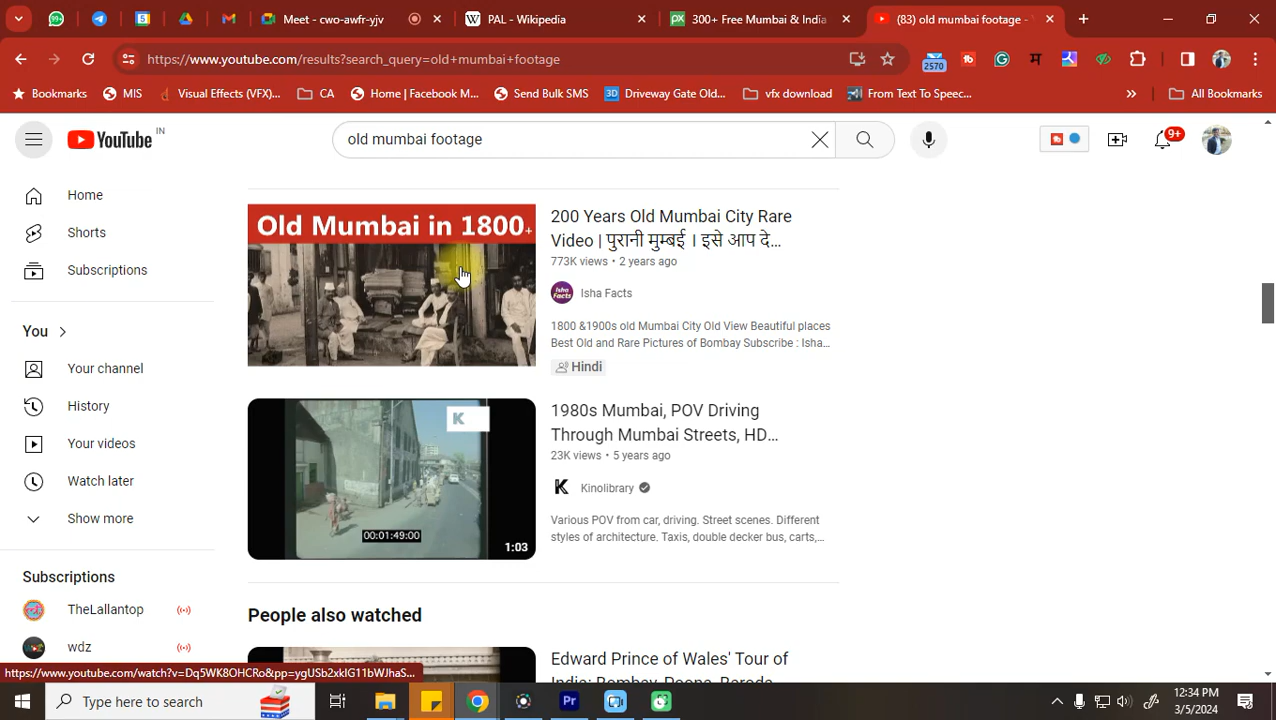 Meet - cwo-awfr-yjv
PAL - Wikipedia
300+ Free Mumbai & India
(83) old mumbai footage -
https://www.youtube.com/results?search_query=old+mumbai+footage
2570
Bookmarks
MIS
Visual Effects (VFX)...
CA
Home | Facebook M...
Send Bulk SMS
Driveway Gate Old...
vfx download
From Text To Speec...
All Bookmarks
YouTube IN
old mumbai footage
9+
Home
Shorts
Subscriptions
You
Your channel
History
Your videos
Watch later
Show more
Subscriptions
TheLallantop
wdz
Old Mumbai in 1800+
200 Years Old Mumbai City Rare
Video | पुरानी मुम्बई । इसे आप दे...
773K views • 2 years ago
Isha Facts
1800 &1900s old Mumbai City Old View Beautiful places
Best Old and Rare Pictures of Bombay Subscribe : Isha...
Hindi
K
00:01:49:00
1:03
1980s Mumbai, POV Driving
Through Mumbai Streets, HD...
23K views • 5 years ago
Kinolibrary
Various POV from car, driving. Street scenes. Different
styles of architecture. Taxis, double decker bus, carts,...
People also watched
Edward Prince of Wales' Tour of
https://www.youtube.com/watch?v=Dq5WK8OHCRo&pp=ygUSb2xkIG11bWJhaS...
Type here to search
12:34 PM
3/5/2024